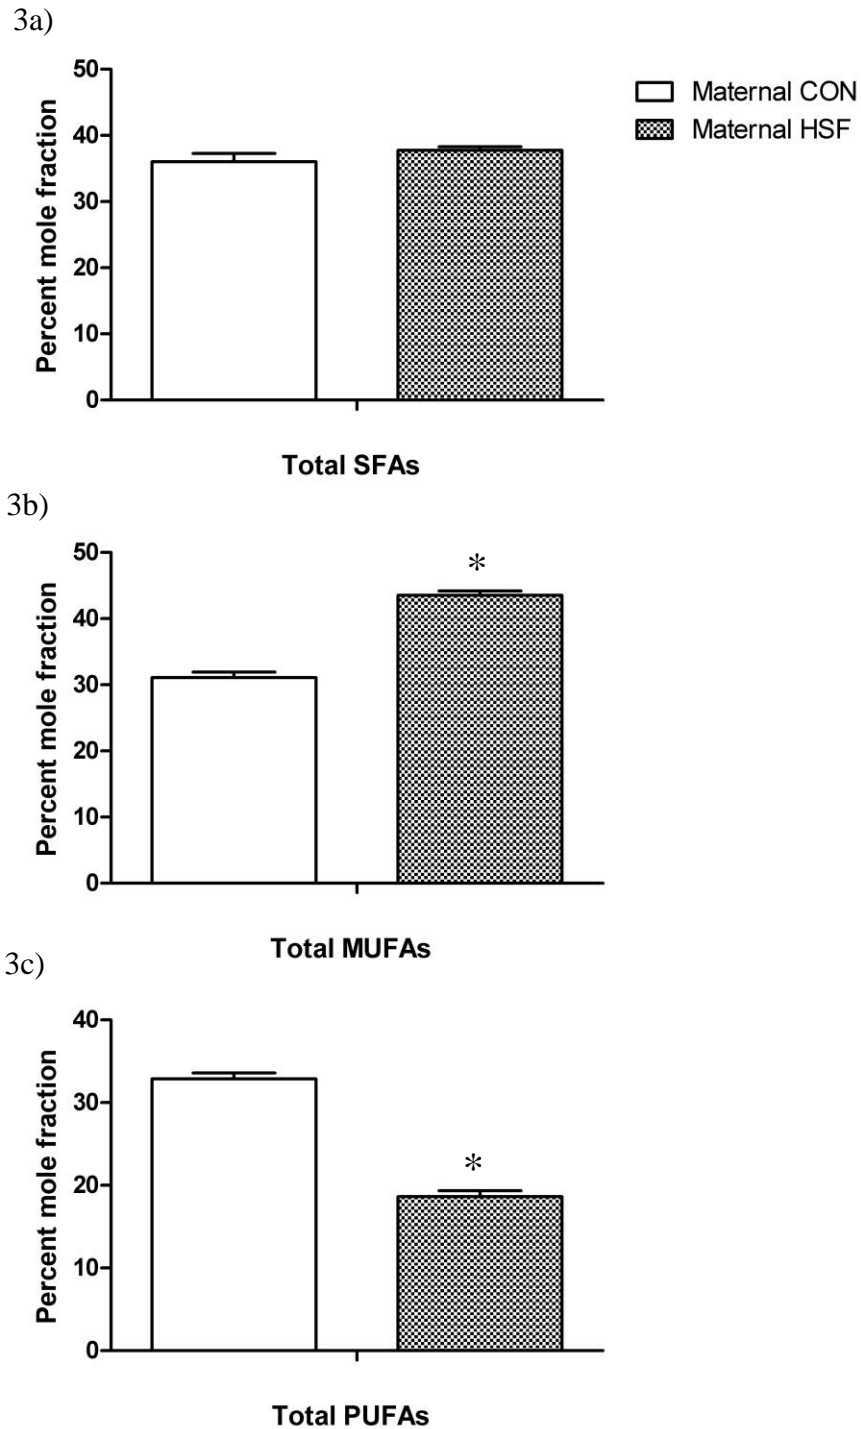 3a)
Percent mole fraction
50
40
30
20
10
0
Maternal CON
Maternal HSF
Total SFAs
3b)
Percent mole fraction
50
40
30
20
10
0
*
Total MUFAs
3c)
Percent mole fraction
40
30
20
10
0
*
Total PUFAs